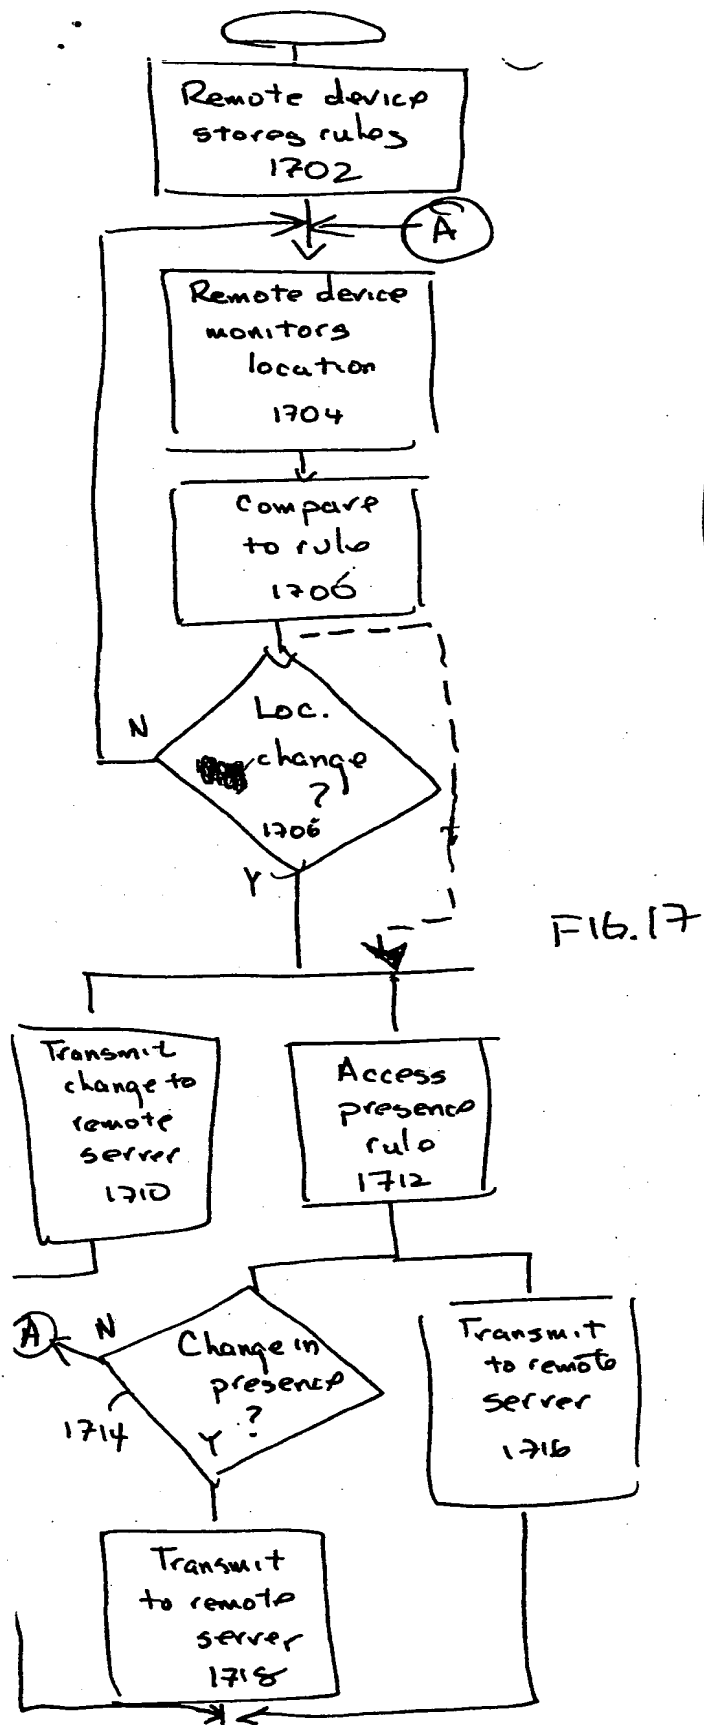 Remote device
stores rules
1702
A
Remote device
monitors
location
1704
Compare
to rule
1706
Loc.
change
?
1706
N
Y
FIG. 17
Transmit
change to
remote
server
1710
Access
presence
rule
1712
A
N
Change in
presence
?
1714
Y
Transmit
to remote
server
1716
Transmit
to remote
server
1718